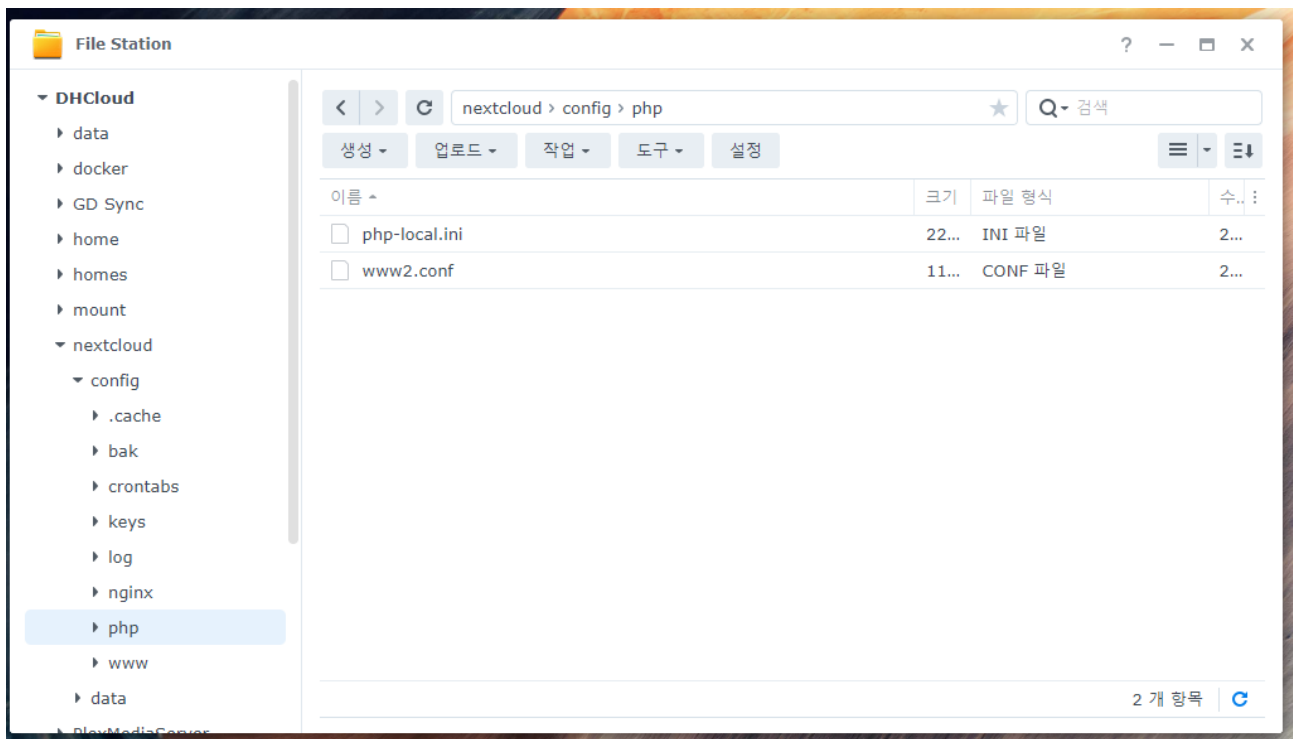 File Station
?
DHCloud
data
docker
GD Sync
home
homes
mount
nextcloud
config
.cache
bak
crontabs
keys
log
nginx
php
www
data
PlexMediaServer
nextcloud > config > php
검색
생성 업로드 작업 도구 설정
이름 크기 파일 형식 수..
php-local.ini 22... INI 파일 2...
www2.conf 11... CONF 파일 2...
2 개 항목